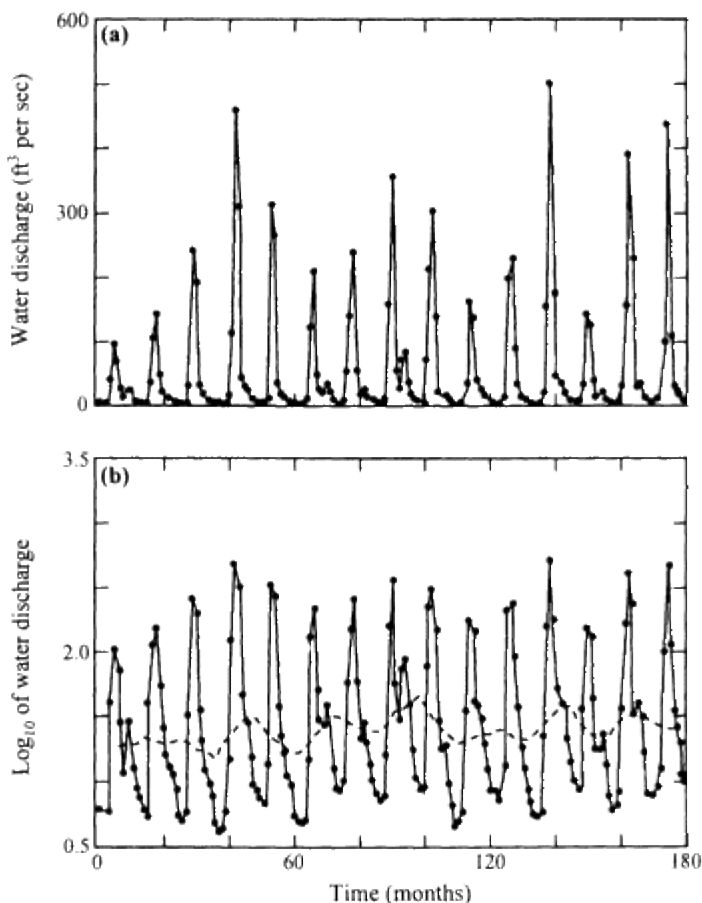 600
(a)
Water discharge (ft³ per sec)
300
0
3.5
(b)
Log₁₀ of water discharge
2.0
0.5
0
60
120
180
Time (months)